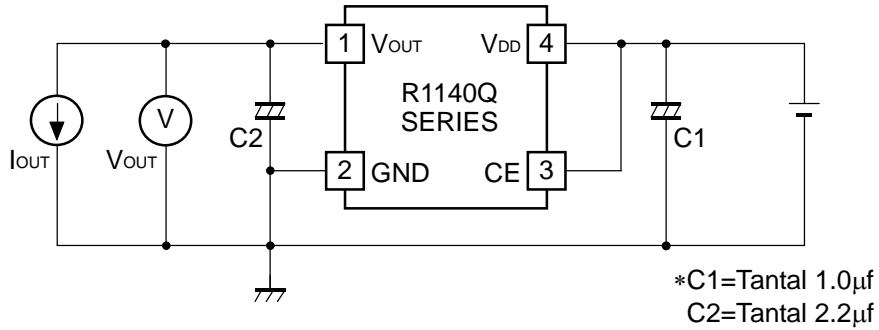 1 VOUT VDD 4
R1140Q
SERIES
V
IOUT VOUT C2 C1
2 GND CE 3
*C1=Tantal 1.0μf
C2=Tantal 2.2μf